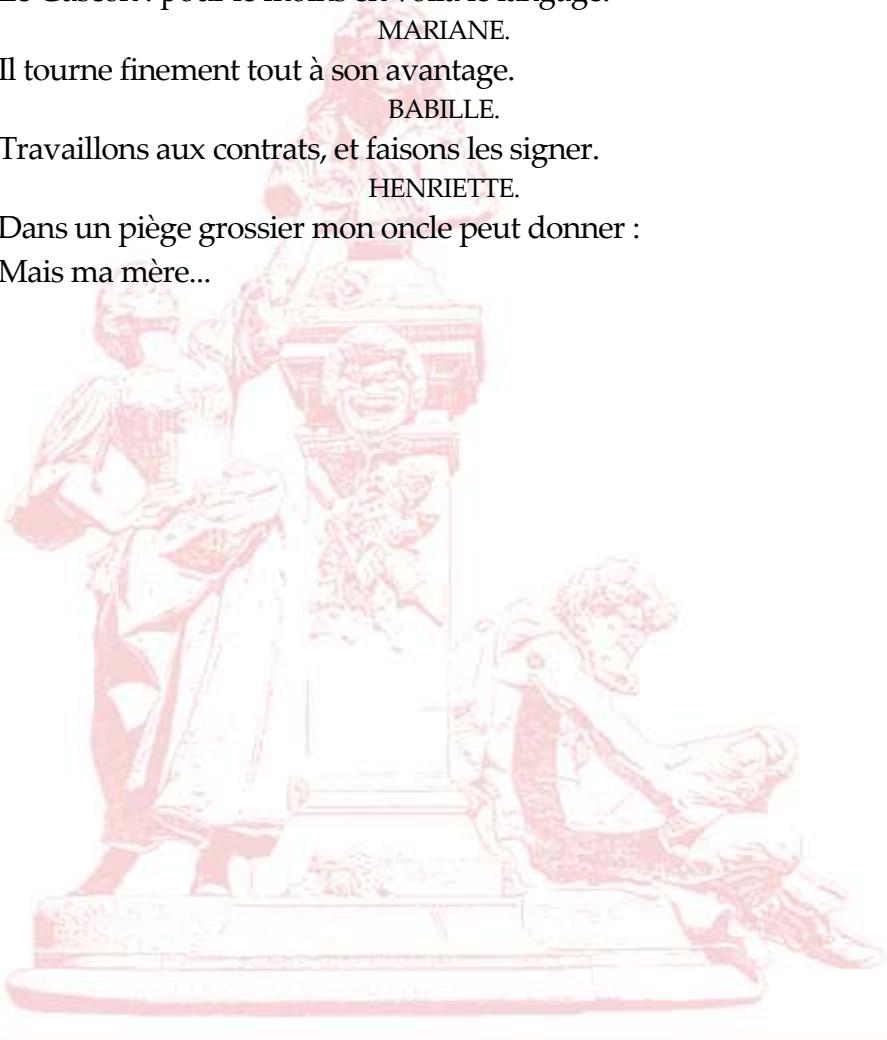 MARIANE.
Il tourne finement tout à son avantage.
BABILLE.
Travaillons aux contrats, et faisons les signer.
HENRIETTE.
Dans un piège grossier mon oncle peut donner :
Mais ma mère...